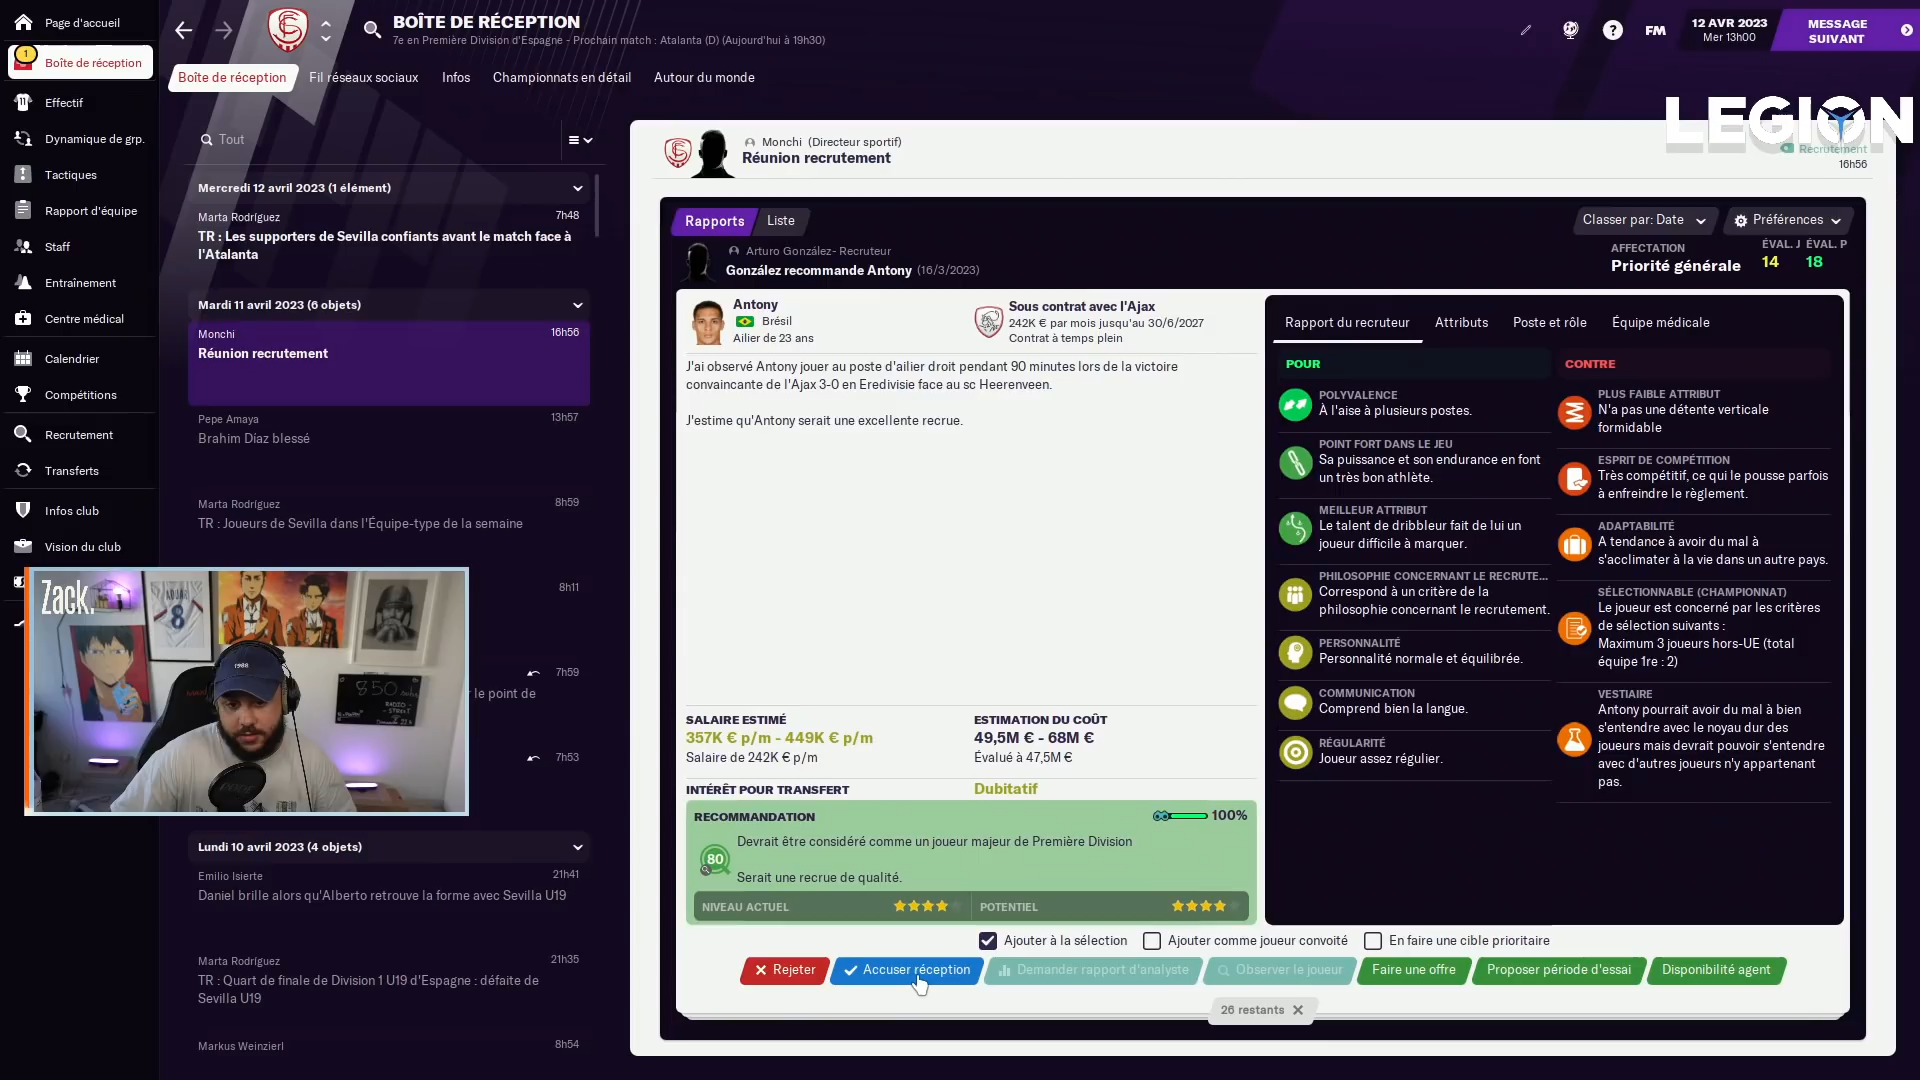 Page d'accueil
1
Boîte de réception
Effectif
Dynamique de grp.
Tactiques
Rapport d'équipe
Staff
Entraînement
Centre médical
Calendrier
Compétitions
Recrutement
Transferts
Infos club
Vision du club
BOÎTE DE RÉCEPTION
7e en Première Division d'Espagne - Prochain match : Atalanta (D) (Aujourd'hui à 19h30)
FM
12 AVR 2023
Mer 13h00
MESSAGE
SUIVANT
Boîte de réception
Fil réseaux sociaux
Infos
Championnats en détail
Autour du monde
LEGION
Tout
Mercredi 12 avril 2023 (1 élément)
Marta Rodríguez
7h48
TR : Les supporters de Sevilla confiants avant le match face à
l'Atalanta
Mardi 11 avril 2023 (6 objets)
Monchi
16h56
Réunion recrutement
Pepe Amaya
13h57
Brahim Díaz blessé
Marta Rodríguez
8h59
TR : Joueurs de Sevilla dans l'Équipe-type de la semaine
8h11
7h59
le point de
7h53
Zack.
1988
850
RADIO
STREET
8
Lundi 10 avril 2023 (4 objets)
Emilio Isierte
21h41
Daniel brille alors qu'Alberto retrouve la forme avec Sevilla U19
Marta Rodríguez
21h35
TR : Quart de finale de Division 1 U19 d'Espagne : défaite de
Sevilla U19
Markus Weinzierl
8h54
Monchi (Directeur sportif)
Réunion recrutement
Recrutement
16h56
Rapports
Liste
Classer par: Date
Préférences
Arturo González- Recruteur
González recommande Antony (16/3/2023)
AFFECTATION
Priorité générale
ÉVAL. J
14
ÉVAL. P
18
Antony
Brésil
Ailier de 23 ans
Sous contrat avec l'Ajax
242K € par mois jusqu'au 30/6/2027
Contrat à temps plein
J'ai observé Antony jouer au poste d'ailier droit pendant 90 minutes lors de la victoire
convaincante de l'Ajax 3-0 en Eredivisie face au sc Heerenveen.
J'estime qu'Antony serait une excellente recrue.
SALAIRE ESTIMÉ
357K € p/m - 449K € p/m
Salaire de 242K € p/m
ESTIMATION DU COÛT
49,5M € - 68M €
Évalué à 47,5M €
INTÉRÊT POUR TRANSFERT
Dubitatif
RECOMMANDATION
100%
80
Devrait être considéré comme un joueur majeur de Première Division
Serait une recrue de qualité.
NIVEAU ACTUEL
POTENTIEL
Rapport du recruteur
Attributs
Poste et rôle
Équipe médicale
POUR
POLYVALENCE
À l'aise à plusieurs postes.
POINT FORT DANS LE JEU
Sa puissance et son endurance en font
un très bon athlète.
MEILLEUR ATTRIBUT
Le talent de dribbleur fait de lui un
joueur difficile à marquer.
PHILOSOPHIE CONCERNANT LE RECRUTE...
Correspond à un critère de la
philosophie concernant le recrutement.
PERSONNALITÉ
Personnalité normale et équilibrée.
COMMUNICATION
Comprend bien la langue.
RÉGULARITÉ
Joueur assez régulier.
CONTRE
PLUS FAIBLE ATTRIBUT
N'a pas une détente verticale
formidable
ESPRIT DE COMPÉTITION
Très compétitif, ce qui le pousse parfois
à enfreindre le règlement.
ADAPTABILITÉ
A tendance à avoir du mal à
s'acclimater à la vie dans un autre pays.
SÉLECTIONNABLE (CHAMPIONNAT)
Le joueur est concerné par les critères
de sélection suivants :
Maximum 3 joueurs hors-UE (total
équipe 1re : 2)
VESTIAIRE
Antony pourrait avoir du mal à bien
s'entendre avec le noyau dur des
joueurs mais devrait pouvoir s'entendre
avec d'autres joueurs n'y appartenant
pas.
Ajouter à la sélection
Ajouter comme joueur convoité
En faire une cible prioritaire
Rejeter
Accuser réception
Demander rapport d'analyste
Observer le joueur
Faire une offre
Proposer période d'essai
Disponibilité agent
26 restants